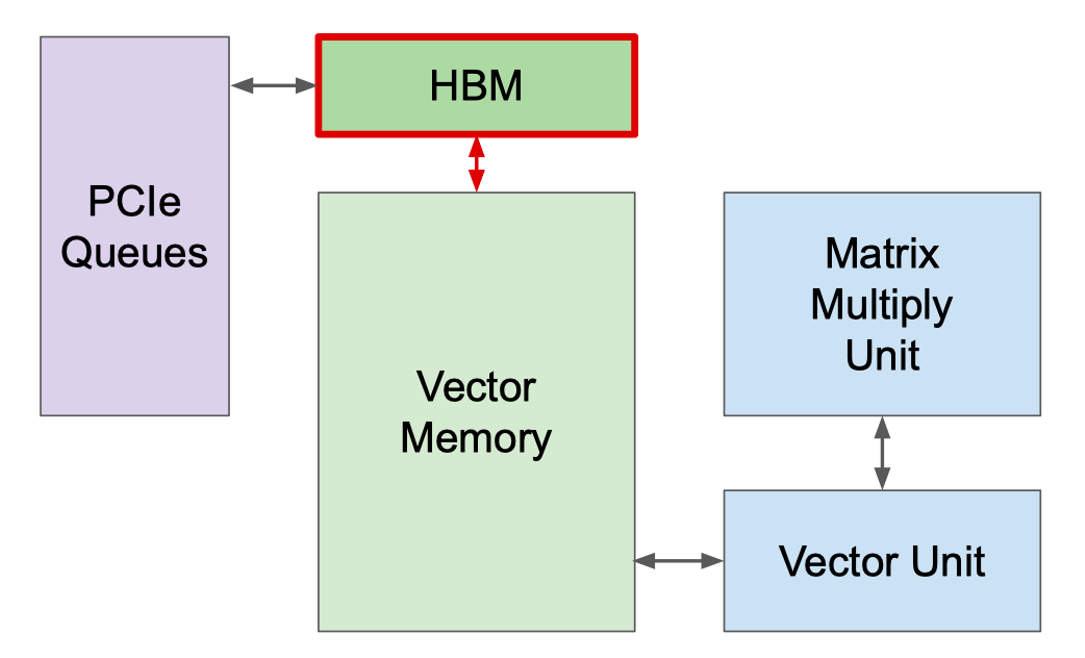 HBM
PCIe
Queues
Vector
Memory
Matrix
Multiply
Unit
Vector Unit